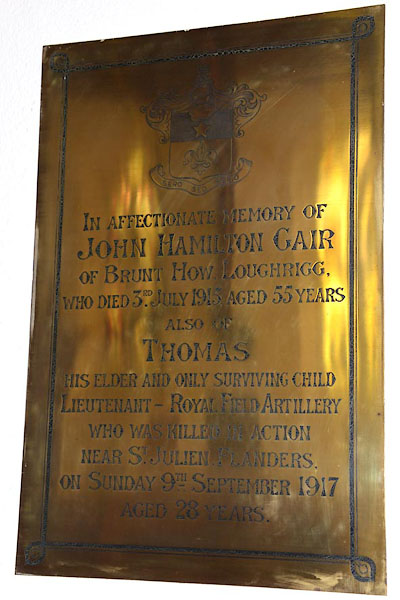 IN AFFECTIONATE MEMORY OF
JOHN HAMILTON GAIR
OF BRUNT HOW, LOUGHRIGG,
WHO DIED 3RD JULY 1913, AGED 55 YEARS
ALSO OF
THOMAS
HIS ELDER AND ONLY SURVIVING CHILD
LIEUTENANT - ROYAL FIELD ARTILLERY
WHO WAS KILLED IN ACTION
NEAR ST JULIEN, FLANDERS.
ON SUNDAY 9TH SEPTEMBER 1917
AGED 28 YEARS.